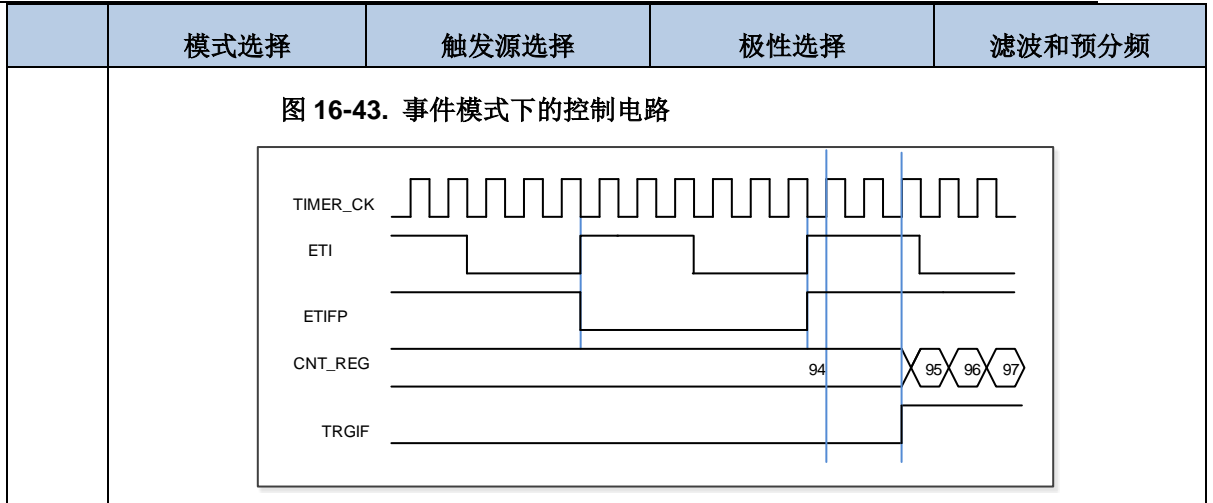 模式选择 触发源选择 极性选择 滤波和预分频
图 16-43. 事件模式下的控制电路
TIMER_CK
ETI
ETIFP
CNT_REG 94 95 96 97
TRGIF